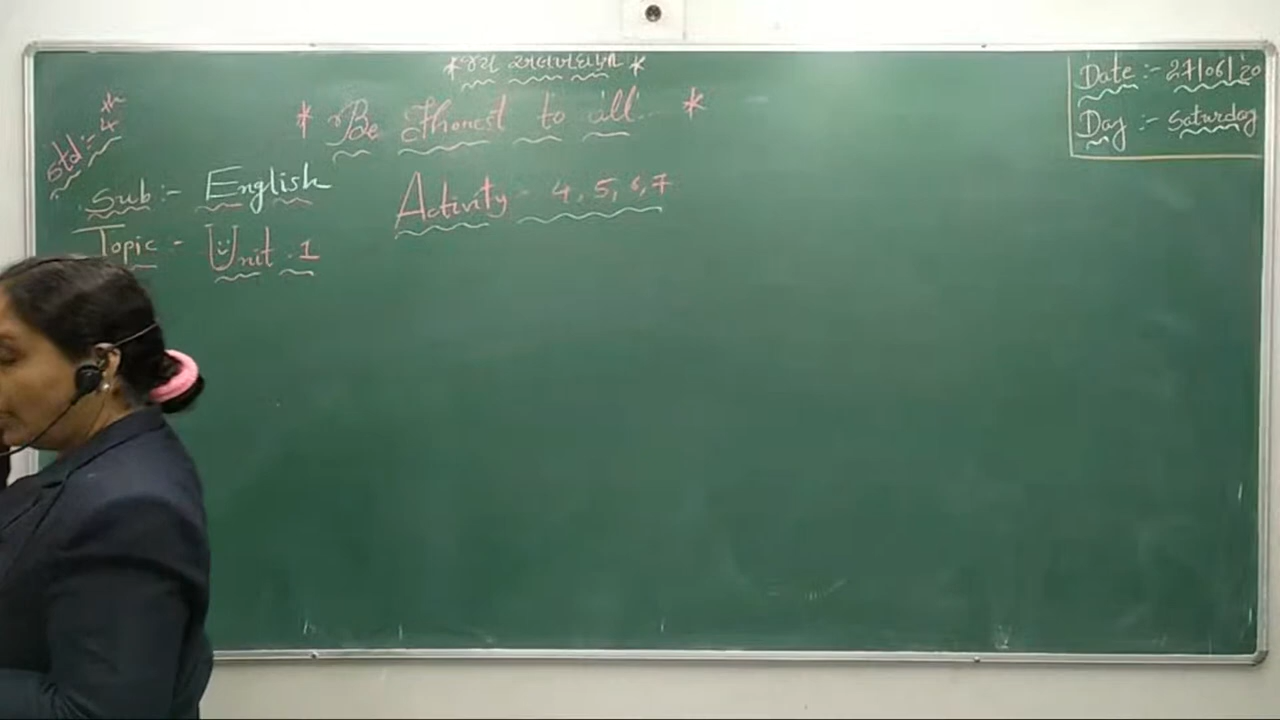 *જય સ્વામિનારાયણ*
Date :- 27/06/20
Day :- Saturday
* Be Honest to all. *
Std :- 4th
Sub :- English
Activity - 4, 5, 6, 7
Topic - Unit . 1